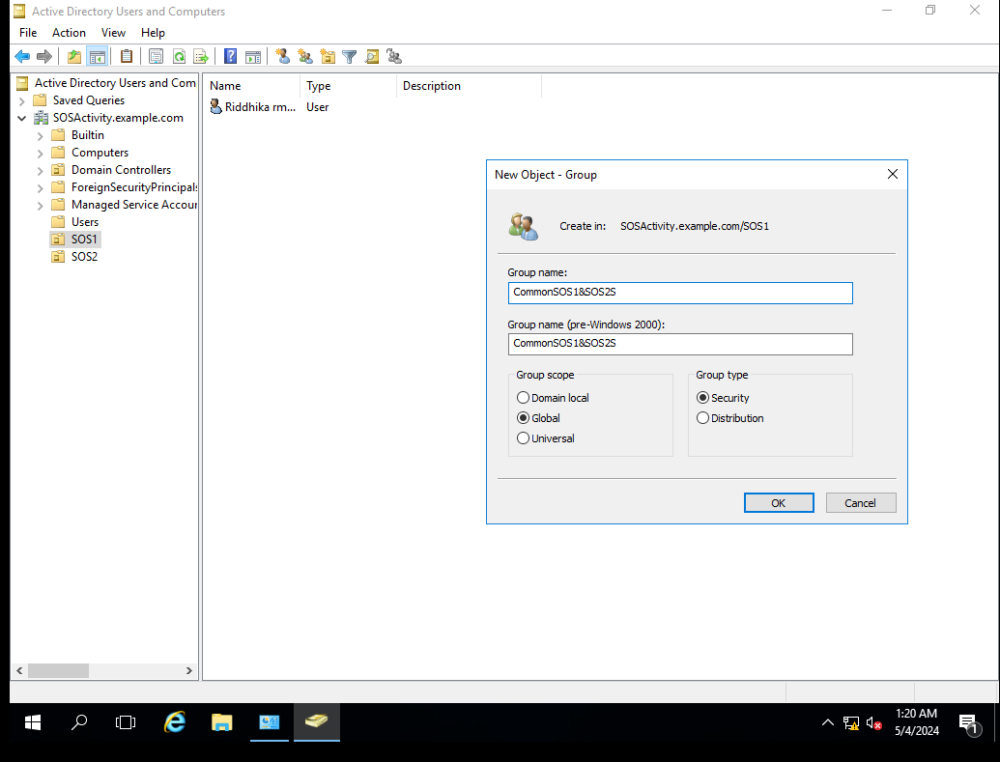 Active Directory Users and Computers
File Action View Help
Active Directory Users and Com
Saved Queries
SOSActivity.example.com
Builtin
Computers
Domain Controllers
ForeignSecurityPrincipals
Managed Service Accour
Users
SOS1
SOS2
Name Type Description
Riddhika rm... User
New Object - Group
Create in: SOSActivity.example.com/SOS1
Group name:
CommonSOS1&SOS2S
Group name (pre-Windows 2000):
CommonSOS1&SOS2S
Group scope
Domain local
Global
Universal
Group type
Security
Distribution
OK Cancel
1:20 AM
5/4/2024
1